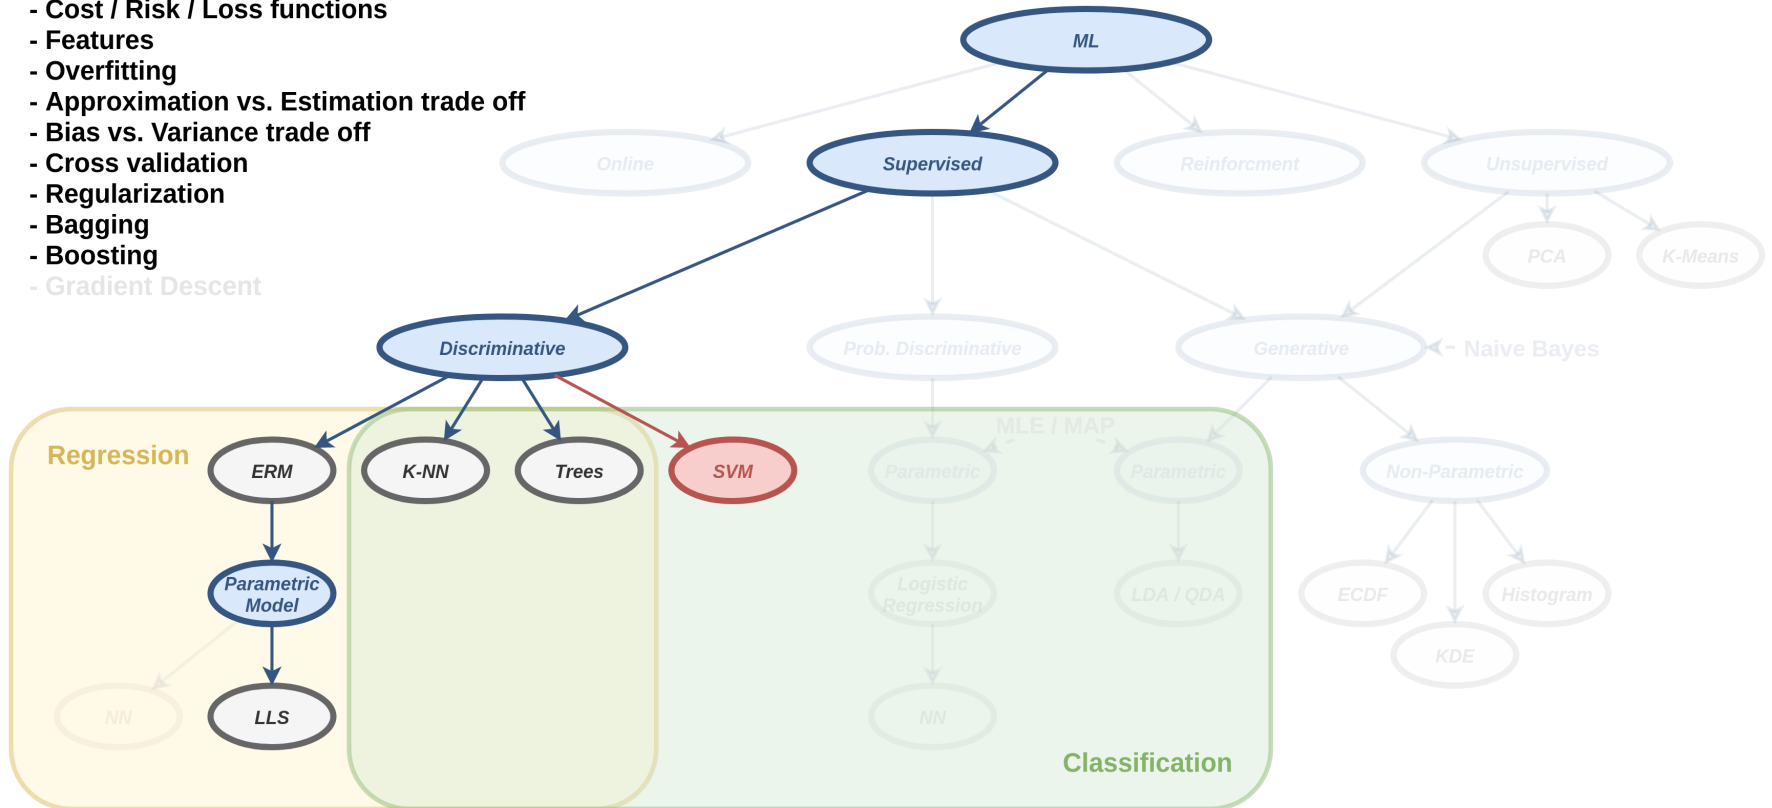 - Cost / Risk / Loss functions
- Features
- Overfitting
- Approximation vs. Estimation trade off
- Bias vs. Variance trade off
- Cross validation
- Regularization
- Bagging
- Boosting
- Gradient Descent
ML
Online
Supervised
Reinforcment
Unsupervised
PCA
K-Means
Discriminative
Prob. Discriminative
Generative
Naive Bayes
MLE / MAP
Regression
ERM
K-NN
Trees
SVM
Parametric
Parametric
Non-Parametric
Parametric
Model
Logistic
Regression
LDA / QDA
ECDF
Histogram
KDE
NN
LLS
NN
Classification